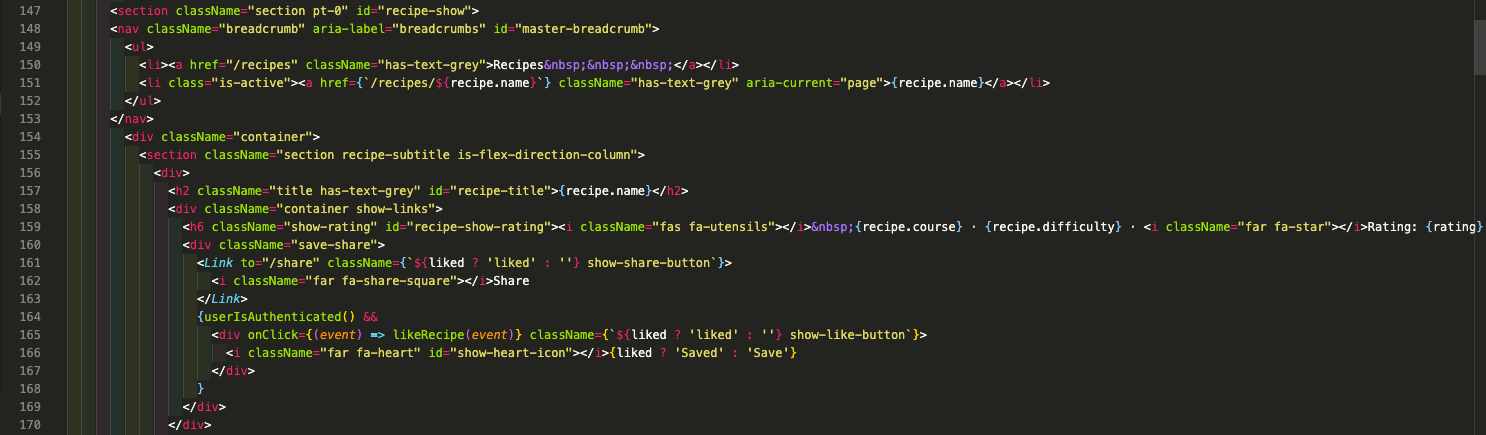 147 <section className="section pt-0" id="recipe-show">
148 <nav className="breadcrumb" aria-label="breadcrumbs" id="master-breadcrumb">
149 <ul>
150 <li><a href="/recipes" className="has-text-grey">Recipes&nbsp;&nbsp;&nbsp;</a></li>
151 <li class="is-active"><a href={`/recipes/${recipe.name}`} className="has-text-grey" aria-current="page">{recipe.name}</a></li>
152 </ul>
153 </nav>
154 <div className="container">
155 <section className="section recipe-subtitle is-flex-direction-column">
156 <div>
157 <h2 className="title has-text-grey" id="recipe-title">{recipe.name}</h2>
158 <div className="container show-links">
159 <h6 className="show-rating" id="recipe-show-rating"><i className="fas fa-utensils"></i>&nbsp;{recipe.course} · {recipe.difficulty} · <i className="far fa-star"></i>Rating: {rating}
160 <div className="save-share">
161 <Link to="/share" className={`${liked ? 'liked' : ''} show-share-button`}>
162 <i className="far fa-share-square"></i>Share
163 </Link>
164 {userIsAuthenticated() &&
165 <div onClick={(event) => likeRecipe(event)} className={`${liked ? 'liked' : ''} show-like-button`}>
166 <i className="far fa-heart" id="show-heart-icon"></i>{liked ? 'Saved' : 'Save'}
167 </div>
168 }
169 </div>
170 </div>